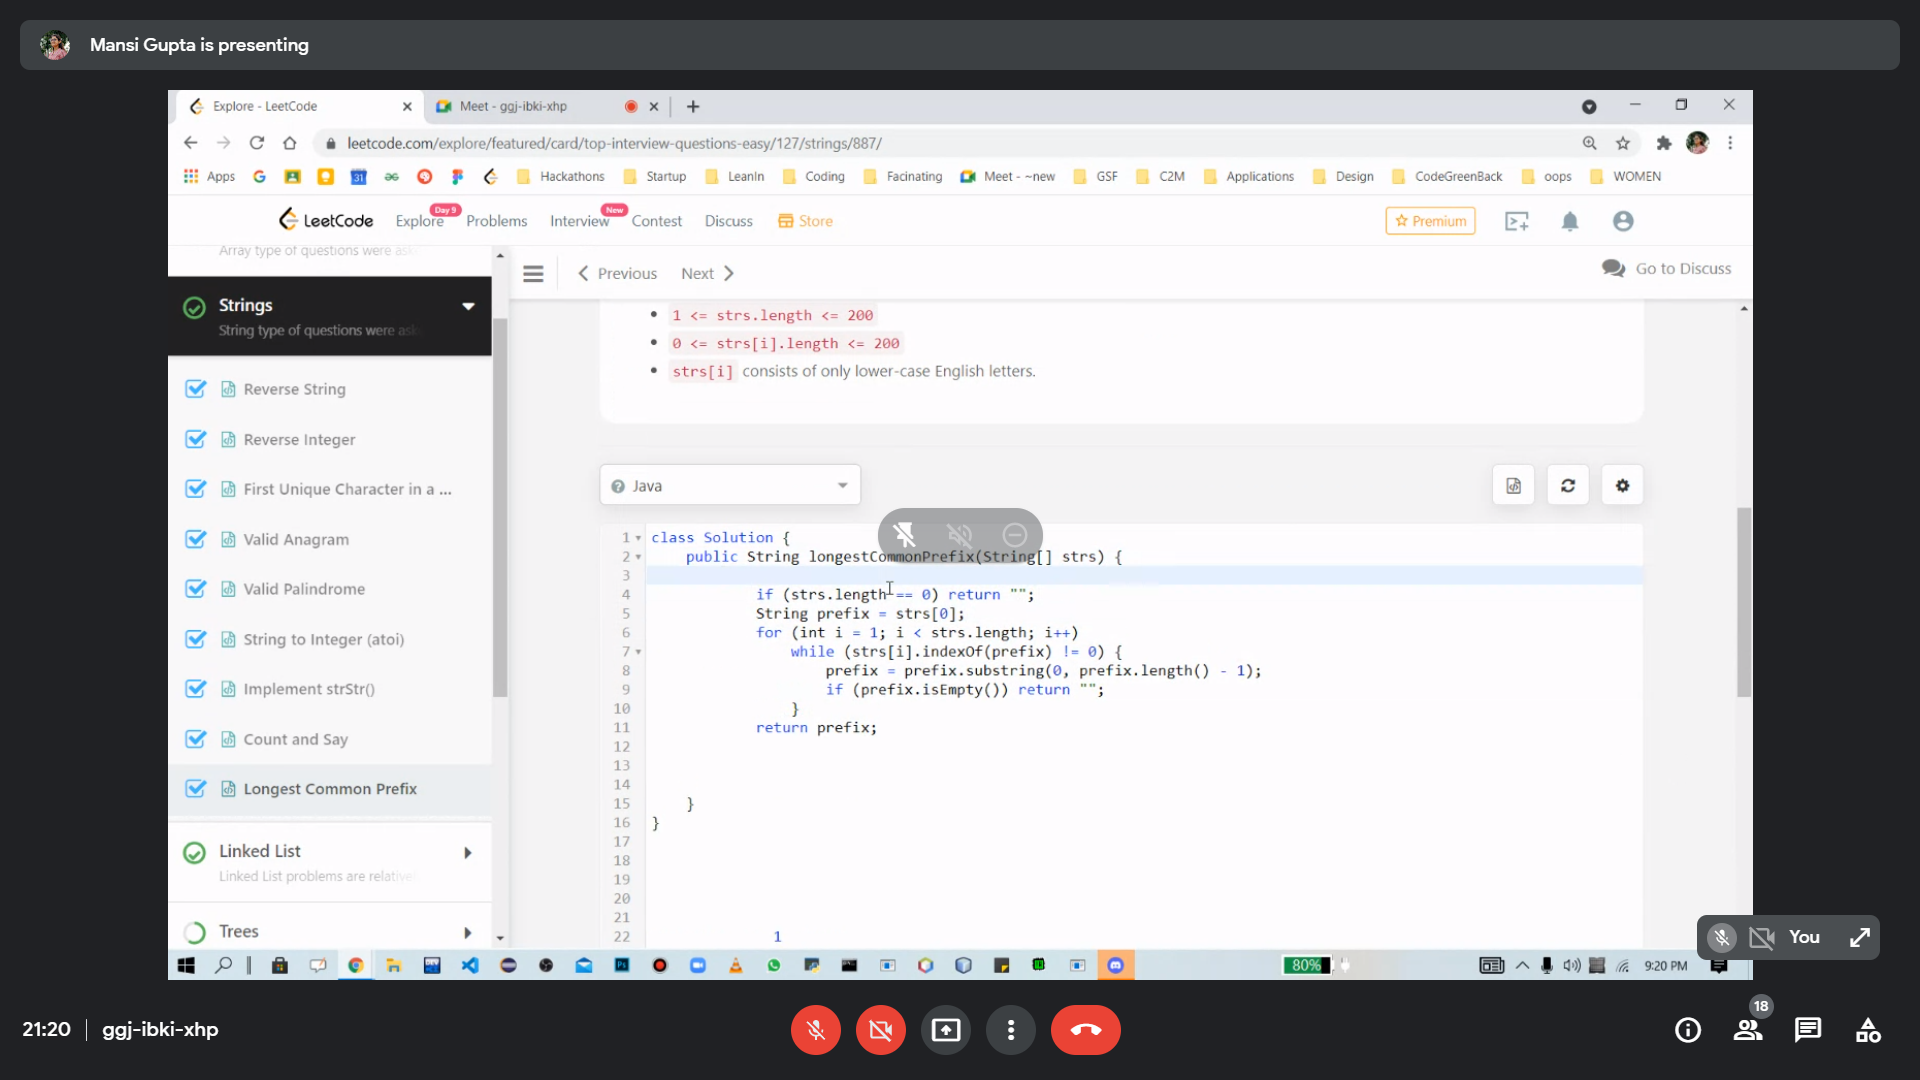 Mansi Gupta is presenting
Explore - LeetCode
Meet - ggj-ibki-xhp
leetcode.com/explore/featured/card/top-interview-questions-easy/127/strings/887/
Apps
31
Hackathons
Startup
LeanIn
Coding
Facinating
Meet - ~new
GSF
C2M
Applications
Design
CodeGreenBack
oops
WOMEN
LeetCode
Explore
Day 9
Problems
Interview
New
Contest
Discuss
Store
Premium
Array type of questions were ask
Previous
Next
Go to Discuss
Strings
String type of questions were ask
Reverse String
Reverse Integer
First Unique Character in a ...
Valid Anagram
Valid Palindrome
String to Integer (atoi)
Implement strStr()
Count and Say
Longest Common Prefix
Linked List
Linked List problems are relative
Trees
1 <= strs.length <= 200
0 <= strs[i].length <= 200
strs[i] consists of only lower-case English letters.
Java
1 class Solution {
2 public String longestCommonPrefix(String[] strs) {
3
4 if (strs.length == 0) return "";
5 String prefix = strs[0];
6 for (int i = 1; i < strs.length; i++)
7 while (strs[i].indexOf(prefix) != 0) {
8 prefix = prefix.substring(0, prefix.length() - 1);
9 if (prefix.isEmpty()) return "";
10 }
11 return prefix;
12
13
14
15 }
16 }
17
18
19
20
21
22 1
You
80%
9:20 PM
21:20
ggj-ibki-xhp
18